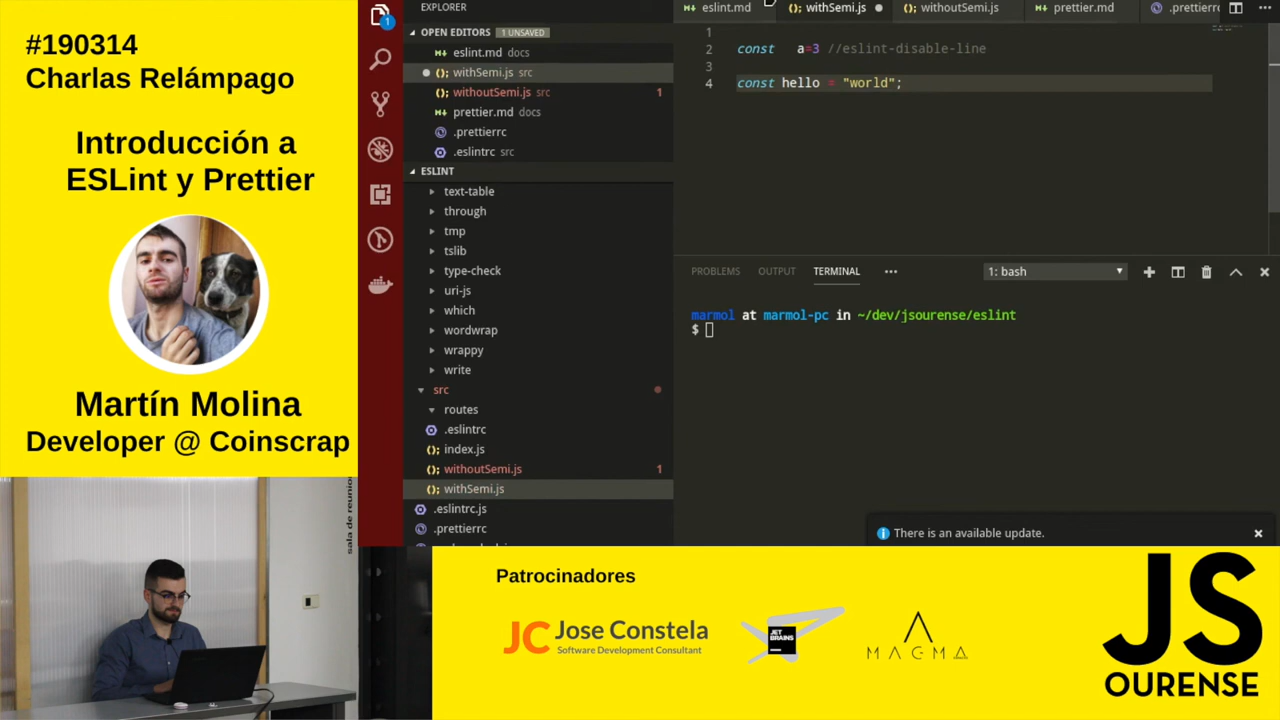 #190314
Charlas Relámpago
Introducción a
ESLint y Prettier
Martín Molina
Developer @ Coinscrap
sala de reunio
1
EXPLORER
OPEN EDITORS 1 UNSAVED
eslint.md docs
withSemi.js src
withoutSemi.js src 1
prettier.md docs
.prettierrc
.eslintrc src
ESLINT
text-table
through
tmp
tslib
type-check
uri-js
which
wordwrap
wrappy
write
src
routes
.eslintrc
index.js
withoutSemi.js 1
withSemi.js
.eslintrc.js
.prettierrc
eslint.md withSemi.js withoutSemi.js prettier.md .prettierrc
1
2 const a=3 //eslint-disable-line
3
4 const hello = "world";
PROBLEMS OUTPUT TERMINAL ••• 1: bash
marmol at marmol-pc in ~/dev/jsourense/eslint
$
There is an available update.
Patrocinadores
JC Jose Constela
Software Development Consultant
JET
BRAINS
MAGMA
JS
OURENSE